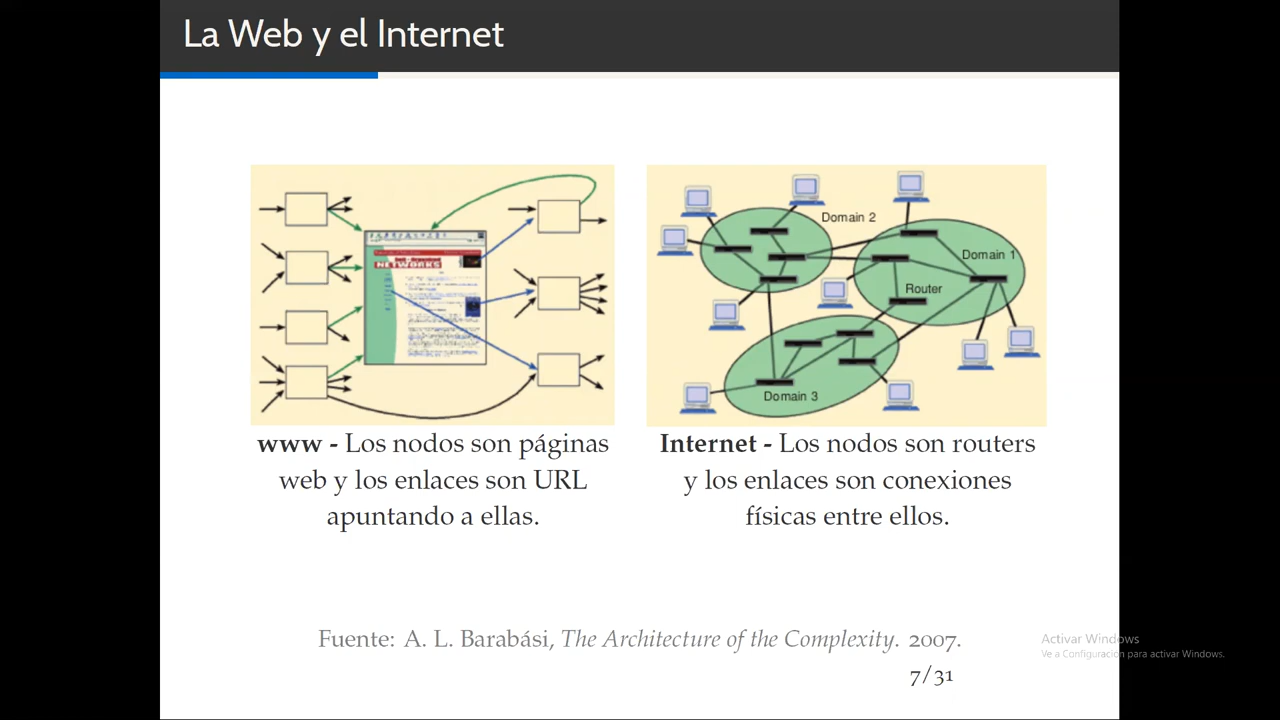 La Web y el Internet
NETWORKS
Domain 2
Domain 1
Router
Domain 3
www - Los nodos son páginas
web y los enlaces son URL
apuntando a ellas.
Internet - Los nodos son routers
y los enlaces son conexiones
físicas entre ellos.
Fuente: A. L. Barabási, The Architecture of the Complexity. 2007.
7/31
Activar Windows
Ve a Configuración para activar Windows.